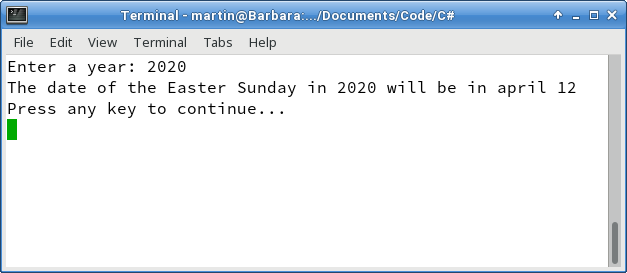 Terminal - martin@Barbara:.../Documents/Code/C#
File Edit View Terminal Tabs Help
Enter a year: 2020
The date of the Easter Sunday in 2020 will be in april 12
Press any key to continue...